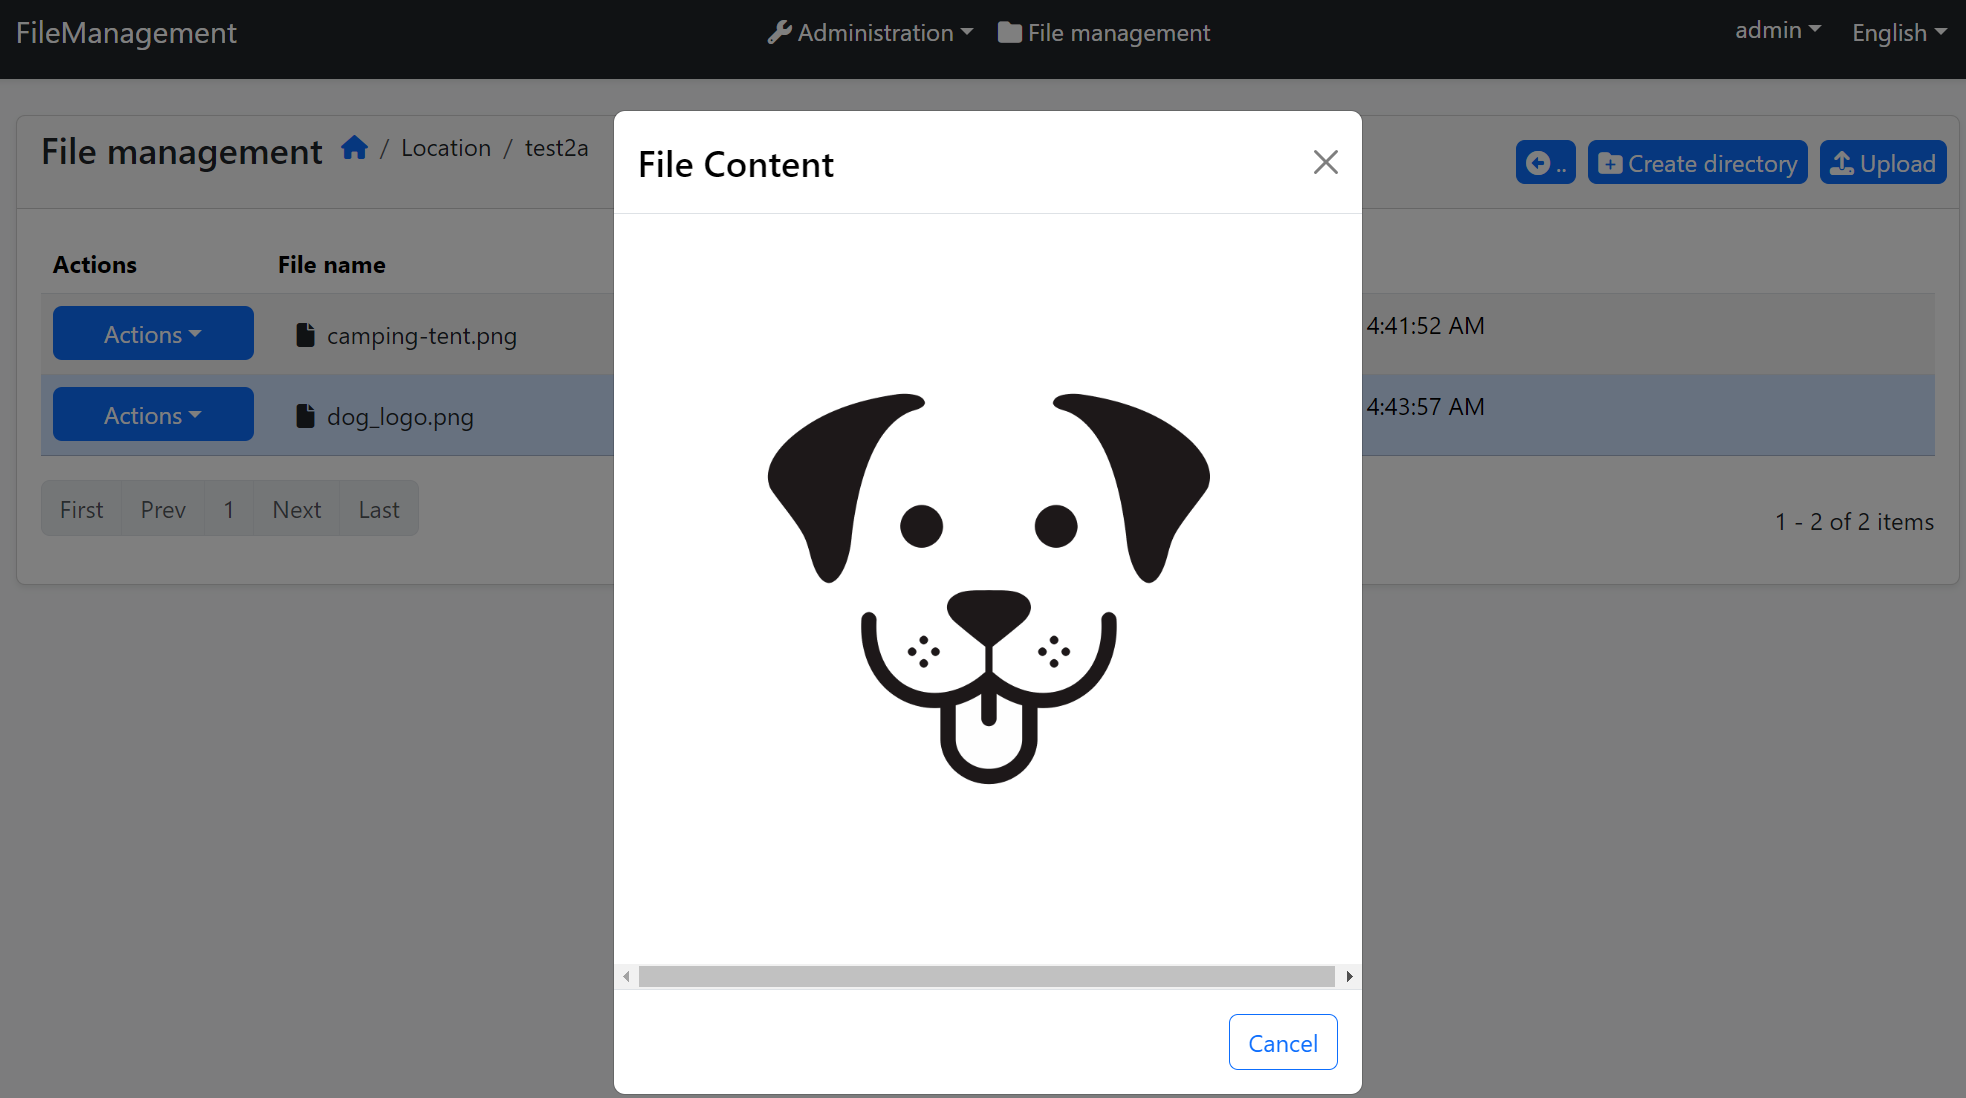 FileManagement Administration File management admin English
File management / Location / test2a .. Create directory Upload
File Content
Actions File name
Actions camping-tent.png 4:41:52 AM
Actions dog_logo.png 4:43:57 AM
First Prev 1 Next Last
1 - 2 of 2 items
Cancel